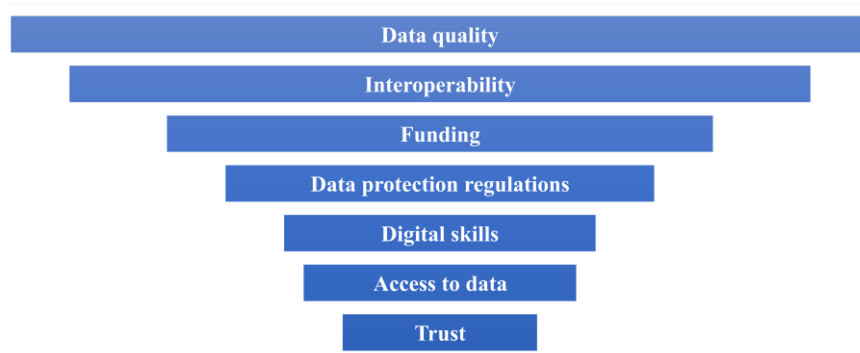 Data quality
Interoperability
Funding
Data protection regulations
Digital skills
Access to data
Trust